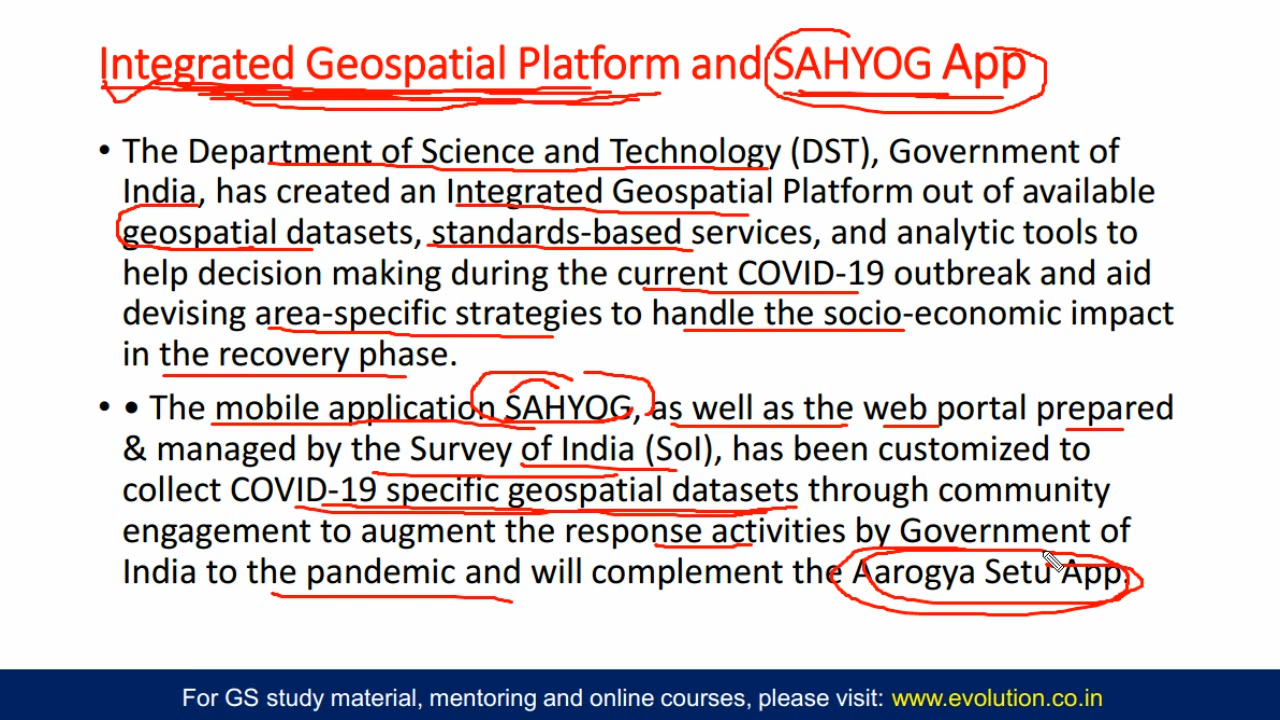 Integrated Geospatial Platform and SAHYOG App
• The Department of Science and Technology (DST), Government of
India, has created an Integrated Geospatial Platform out of available
geospatial datasets, standards-based services, and analytic tools to
help decision making during the current COVID-19 outbreak and aid
devising area-specific strategies to handle the socio-economic impact
in the recovery phase.
• • The mobile application SAHYOG, as well as the web portal prepared
& managed by the Survey of India (SoI), has been customized to
collect COVID-19 specific geospatial datasets through community
engagement to augment the response activities by Government of
India to the pandemic and will complement the Aarogya Setu App.
For GS study material, mentoring and online courses, please visit: www.evolution.co.in